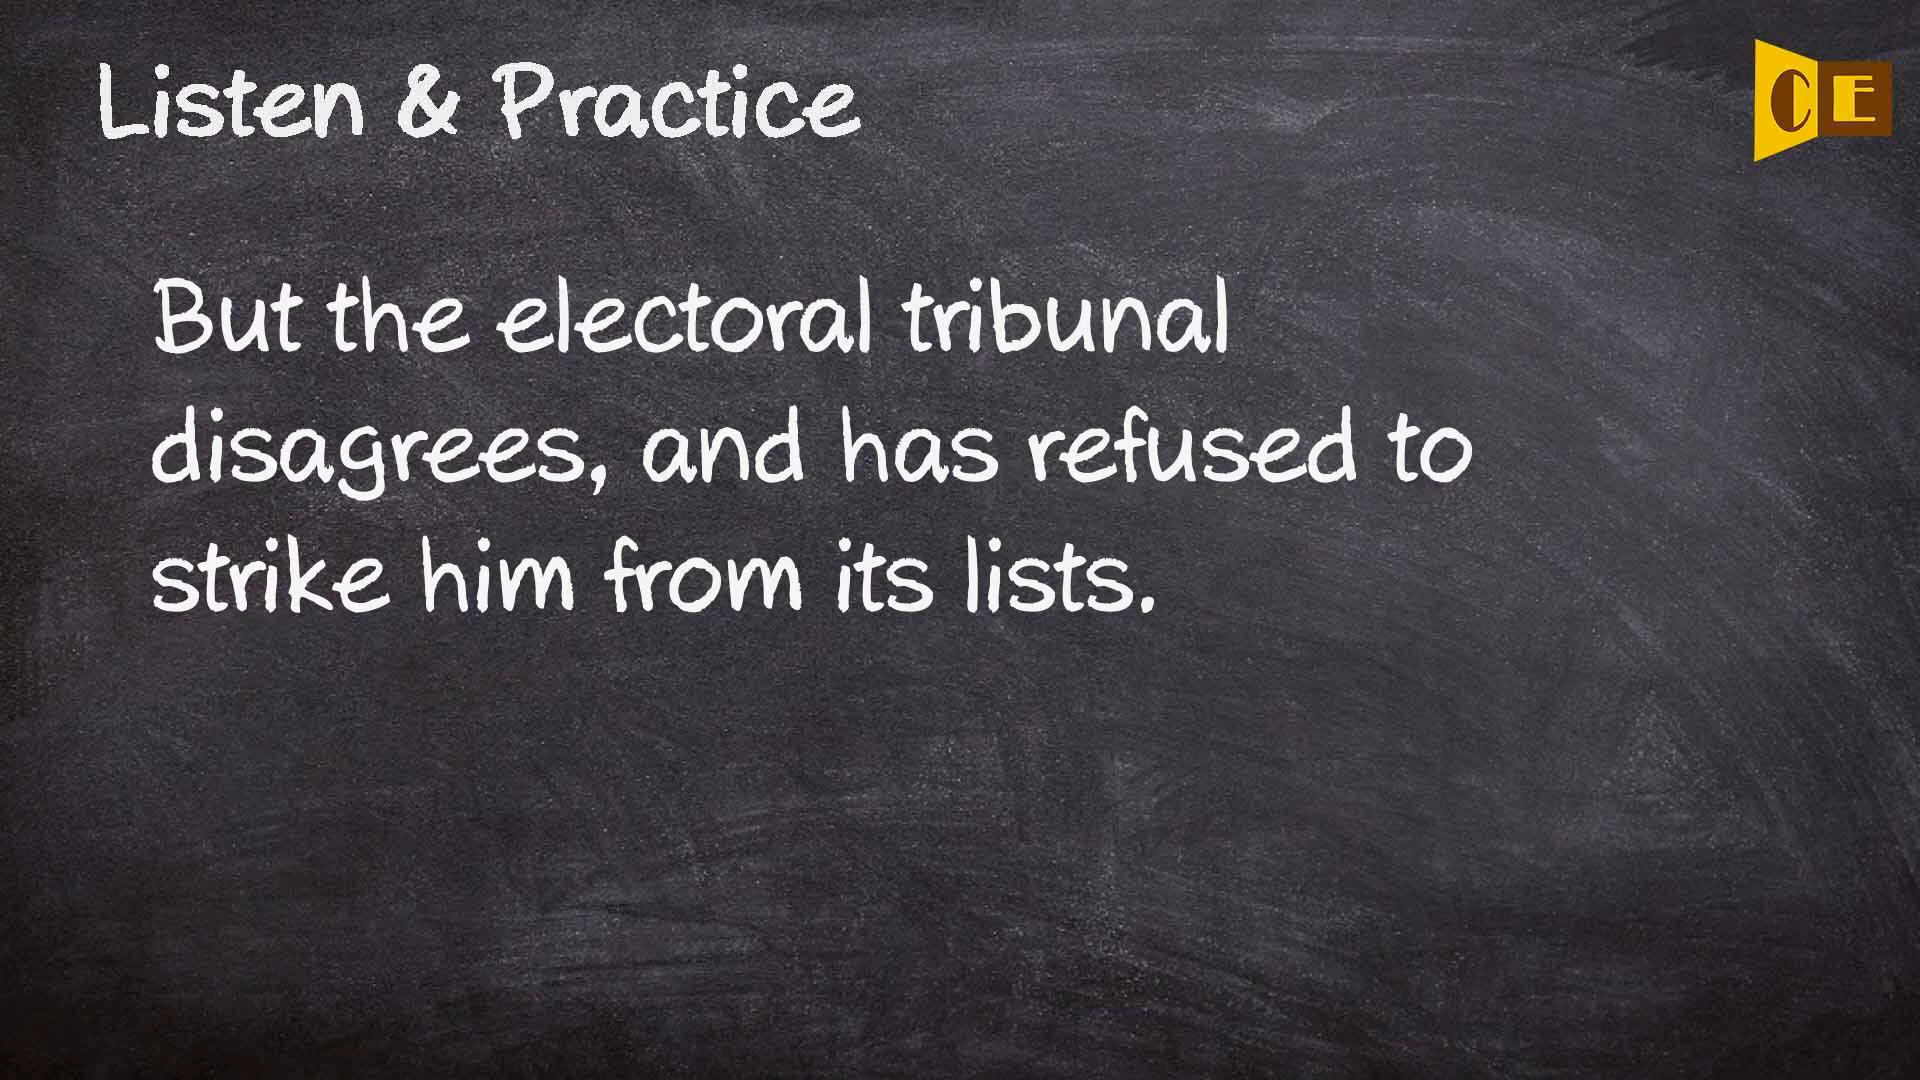 Listen & Practice
CE
But the electoral tribunal
disagrees, and has refused to
strike him from its lists.